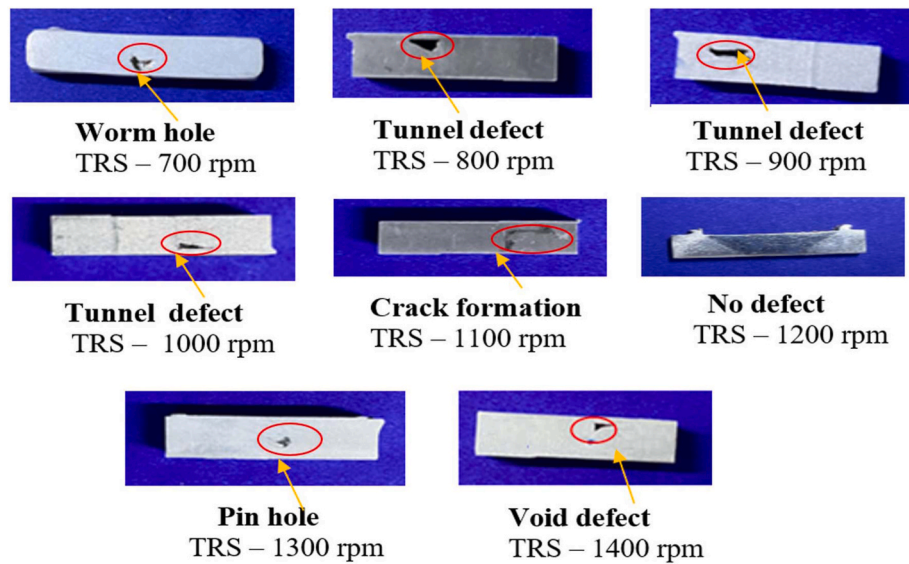 Worm hole
TRS – 700 rpm
Tunnel defect
TRS – 800 rpm
Tunnel defect
TRS – 900 rpm
Tunnel defect
TRS – 1000 rpm
Crack formation
TRS – 1100 rpm
No defect
TRS – 1200 rpm
Pin hole
TRS – 1300 rpm
Void defect
TRS – 1400 rpm